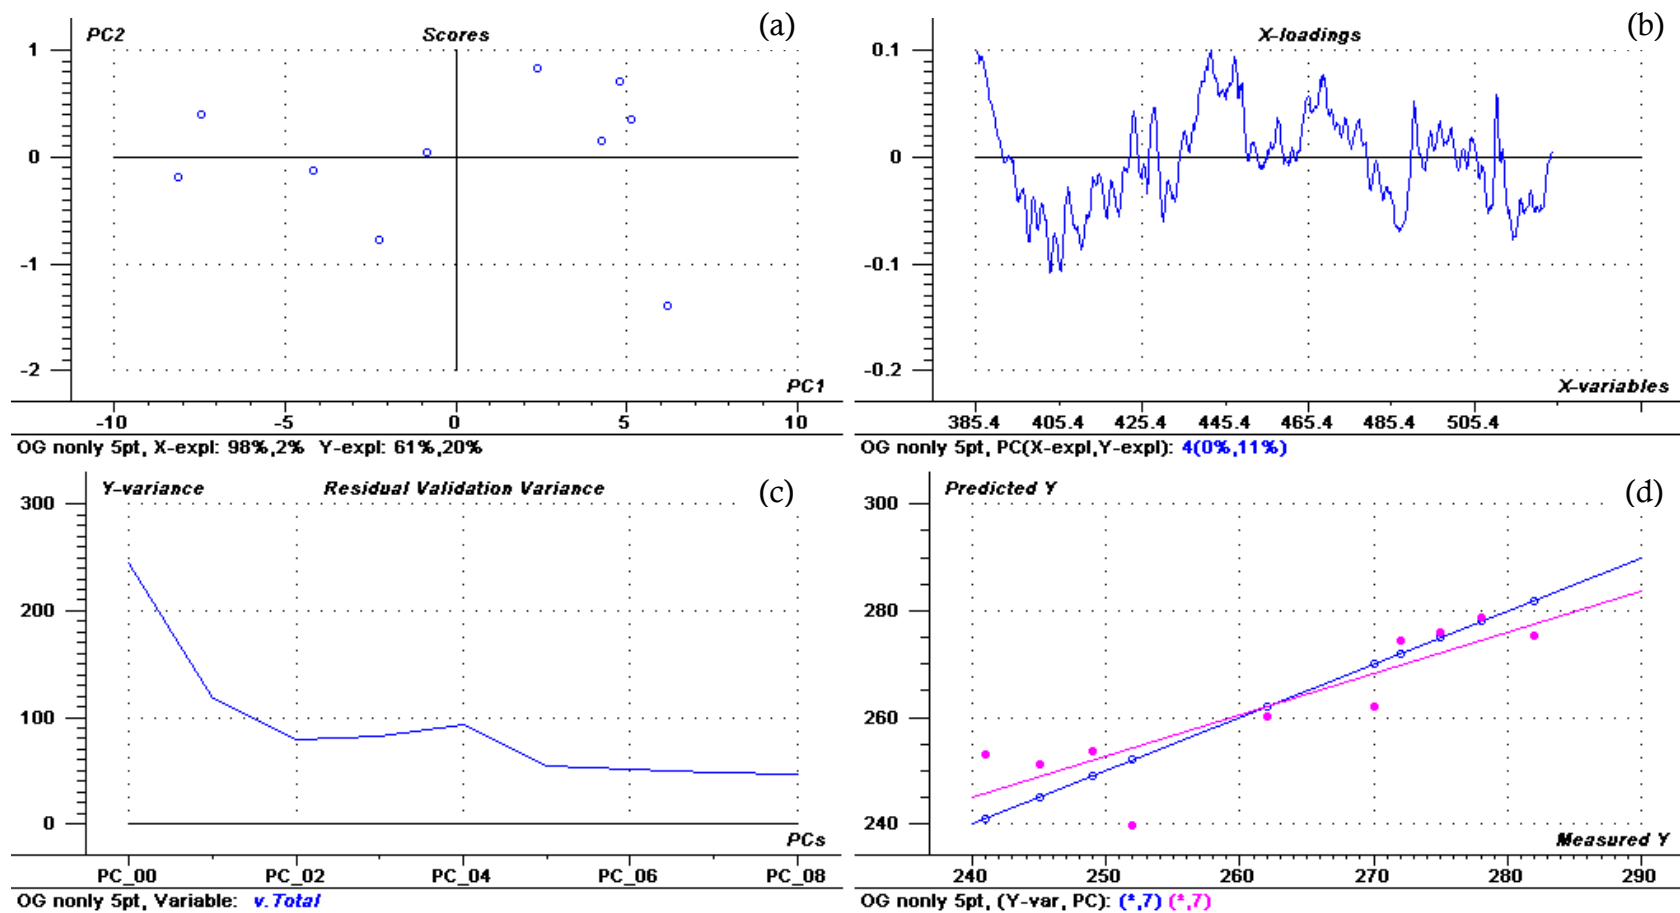 (a)
PC2
Scores
1
0
-1
-2
PC1
-10 -5 0 5 10
OG nonly 5pt, X-expl: 98%,2% Y-expl: 61%,20%
(b)
X-loadings
0.1
0
-0.1
-0.2
X-variables
385.4 405.4 425.4 445.4 465.4 485.4 505.4
OG nonly 5pt, PC(X-expl,Y-expl): 4(0%,11%)
(c)
Y-variance
Residual Validation Variance
300
200
100
0
PCs
PC_00 PC_02 PC_04 PC_06 PC_08
OG nonly 5pt, Variable: v.Total
(d)
Predicted Y
300
280
260
240
Measured Y
240 250 260 270 280 290
OG nonly 5pt, (Y-var, PC): (*,7) (*,7)